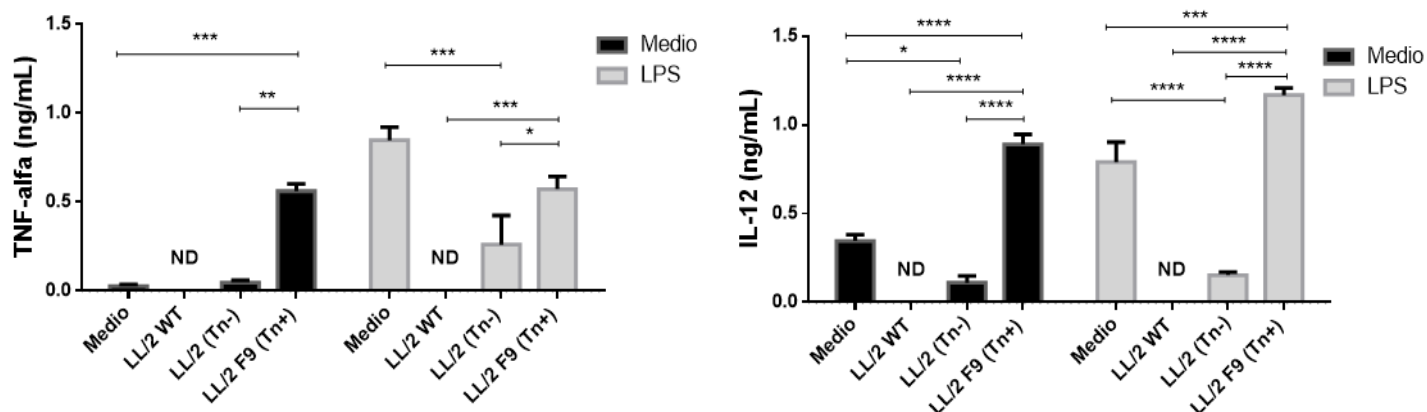 1.5
1.0
0.5
0.0
TNF-alfa (ng/mL)
***
**
***
***
*
ND
ND
Medio
LPS
Medio
LL/2 WT
LL/2 (Tn-)
LL/2 F9 (Tn+)
Medio
LL/2 WT
LL/2 (Tn-)
LL/2 F9 (Tn+)
1.5
1.0
0.5
0.0
IL-12 (ng/mL)
****
*
****
****
***
****
****
****
ND
ND
Medio
LPS
Medio
LL/2 WT
LL/2 (Tn-)
LL/2 F9 (Tn+)
Medio
LL/2 WT
LL/2 (Tn-)
LL/2 F9 (Tn+)